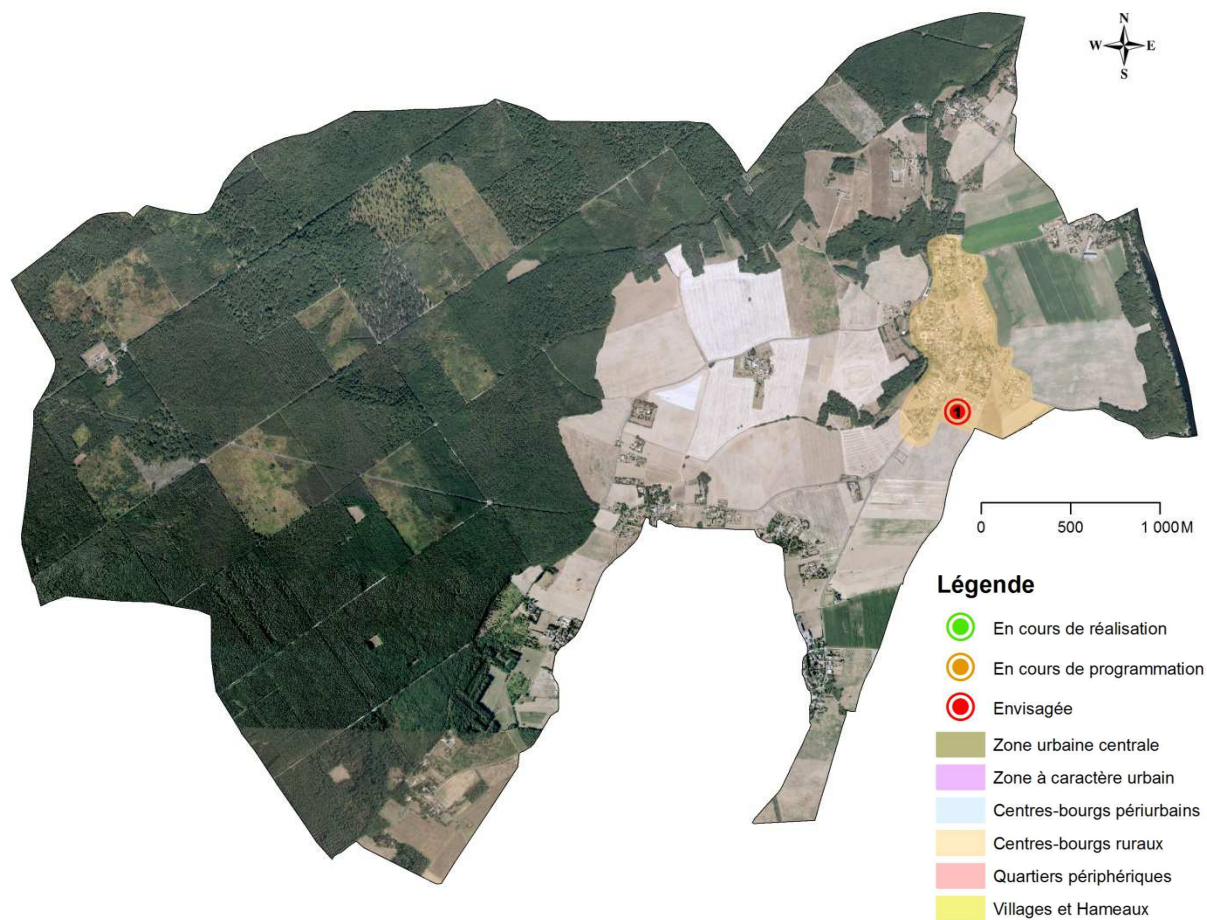 N
W E
S
1
0 500 1 000M
Légende
En cours de réalisation
En cours de programmation
Envisagée
Zone urbaine centrale
Zone à caractère urbain
Centres-bourgs périurbains
Centres-bourgs ruraux
Quartiers périphériques
Villages et Hameaux